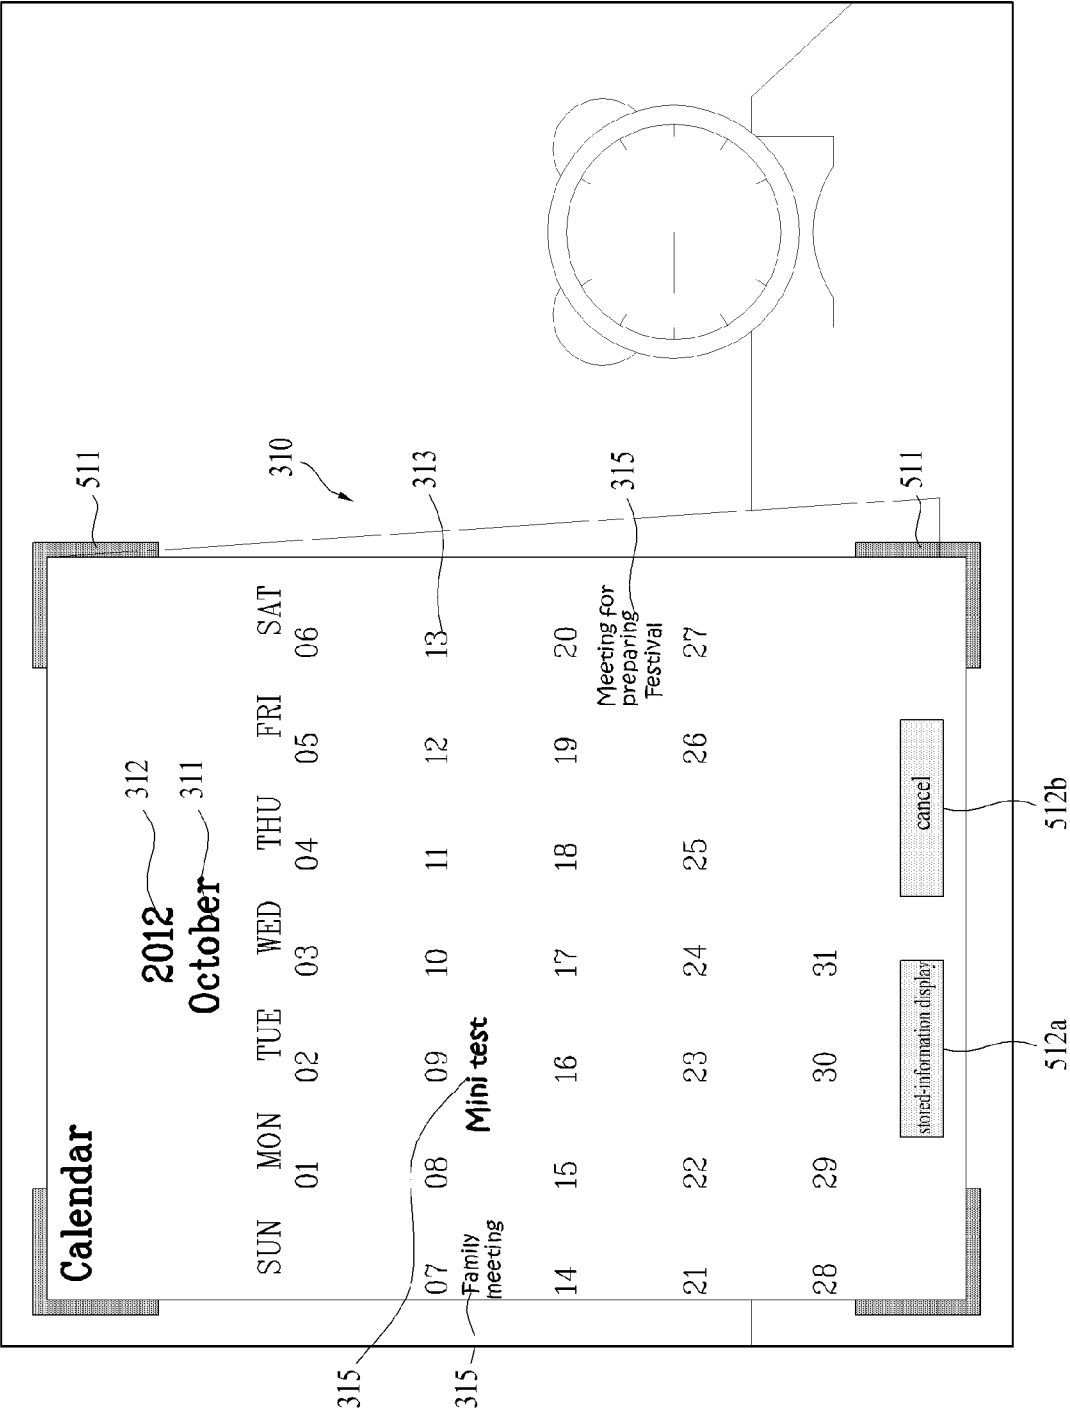 Calendar
2012
312
October
311
SUN MON TUE WED THU FRI SAT
01 02 03 04 05 06
07 08 09 10 11 12 13
Family
meeting
Mini test
14 15 16 17 18 19 20
Meeting for
preparing
Festival
21 22 23 24 25 26 27
28 29 30 31
stored-information display
cancel
511
310
313
315
511
315
315
512a
512b